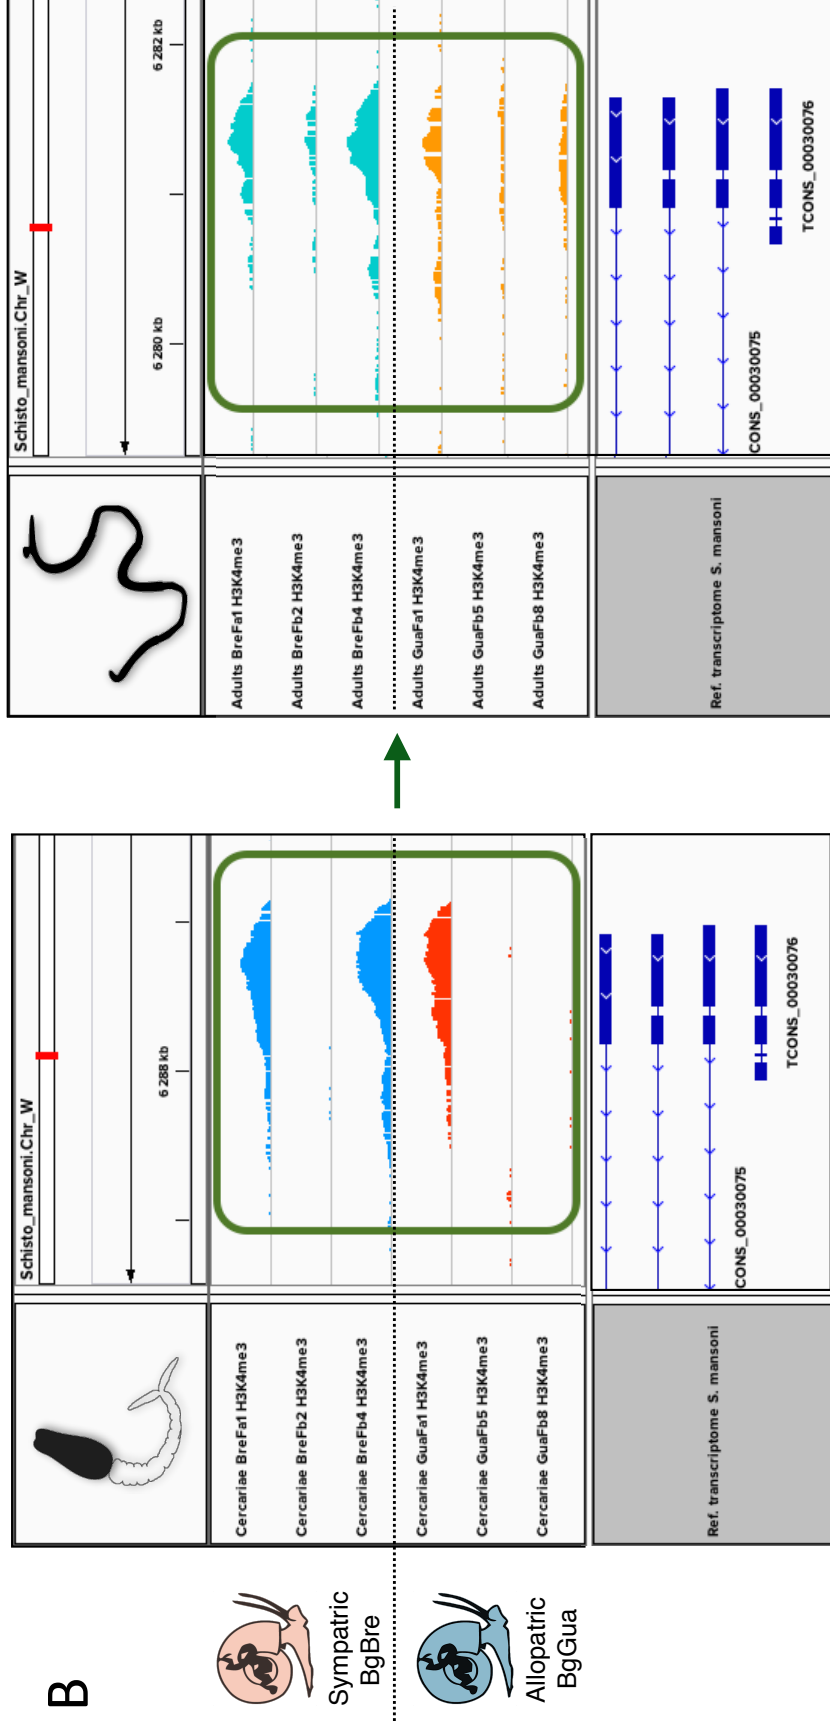 B
Sympatric
BgBre
Allopatric
BgGua
Schisto_mansoni.Chr_W
6 288 kb
Cercariae BreFa1 H3K4me3
Cercariae BreFb2 H3K4me3
Cercariae BreFb4 H3K4me3
Cercariae GuaFa1 H3K4me3
Cercariae GuaFb5 H3K4me3
Cercariae GuaFb8 H3K4me3
Ref. transcriptome S. mansoni
CONS_00030075
TCONS_00030076
Schisto_mansoni.Chr_W
6 280 kb
6 282 kb
Adults BreFa1 H3K4me3
Adults BreFb2 H3K4me3
Adults BreFb4 H3K4me3
Adults GuaFa1 H3K4me3
Adults GuaFb5 H3K4me3
Adults GuaFb8 H3K4me3
Ref. transcriptome S. mansoni
CONS_00030075
TCONS_00030076